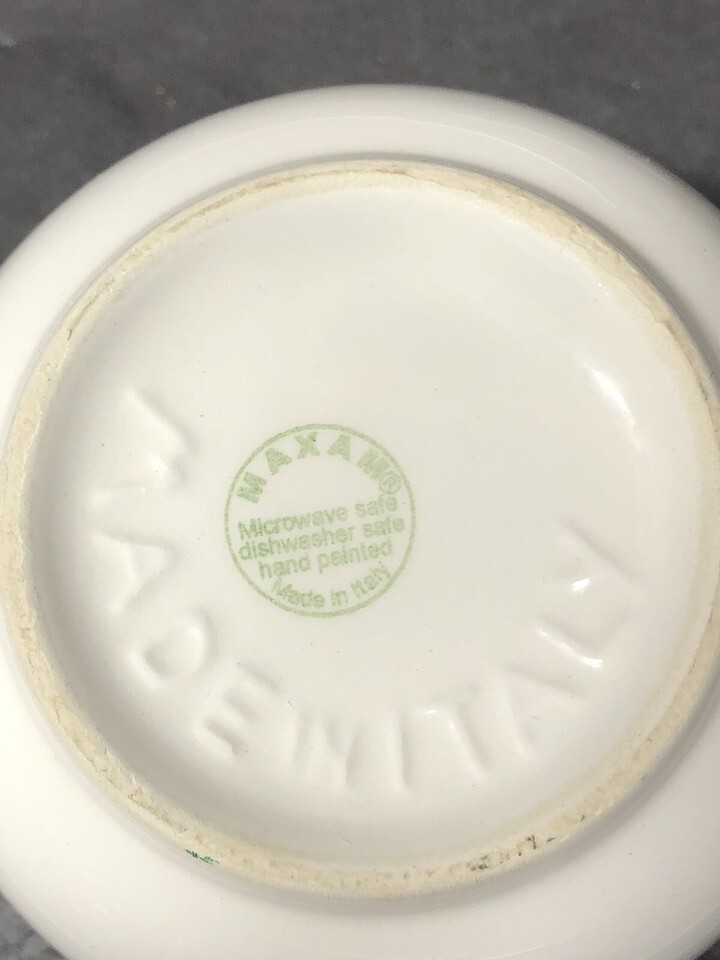 MAXAM®
Microwave safe
dishwasher safe
hand painted
Made in Italy
MADE IN ITALY